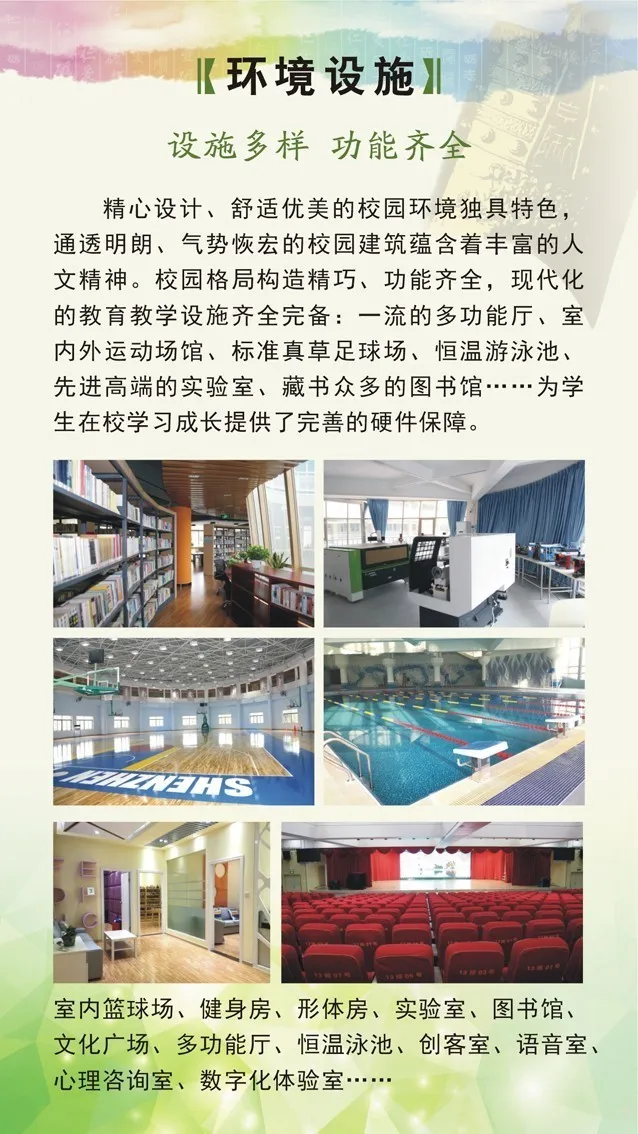 环境设施
设施多样 功能齐全
精心设计、舒适优美的校园环境独具特色，
通透明朗、气势恢宏的校园建筑蕴含着丰富的人
文精神。校园格局构造精巧、功能齐全，现代化
的教育教学设施齐全完备：一流的多功能厅、室
内外运动场馆、标准真草足球场、恒温游泳池、
先进高端的实验室、藏书众多的图书馆……为学
生在校学习成长提供了完善的硬件保障。
SHENZHEN
室内篮球场、健身房、形体房、实验室、图书馆、
文化广场、多功能厅、恒温泳池、创客室、语音室、
心理咨询室、数字化体验室……